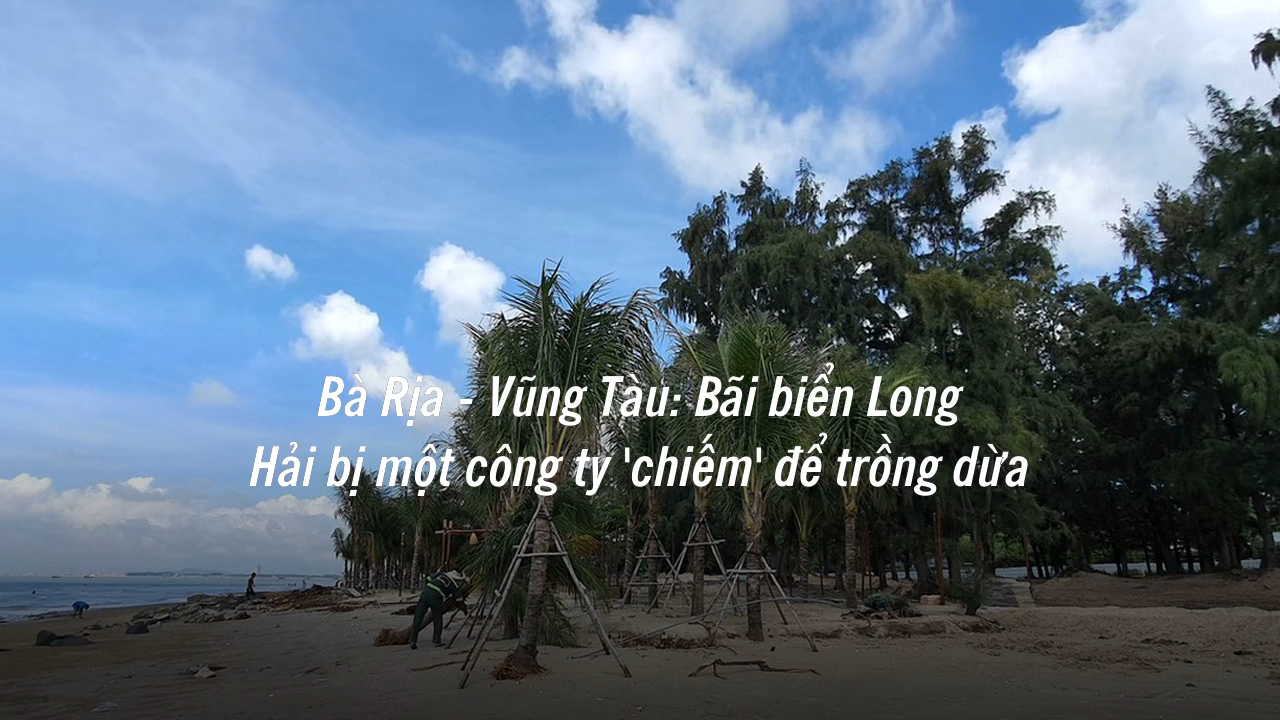 Bà Rịa - Vũng Tàu: Bãi biển Long
Hải bị một công ty 'chiếm' để trồng dừa